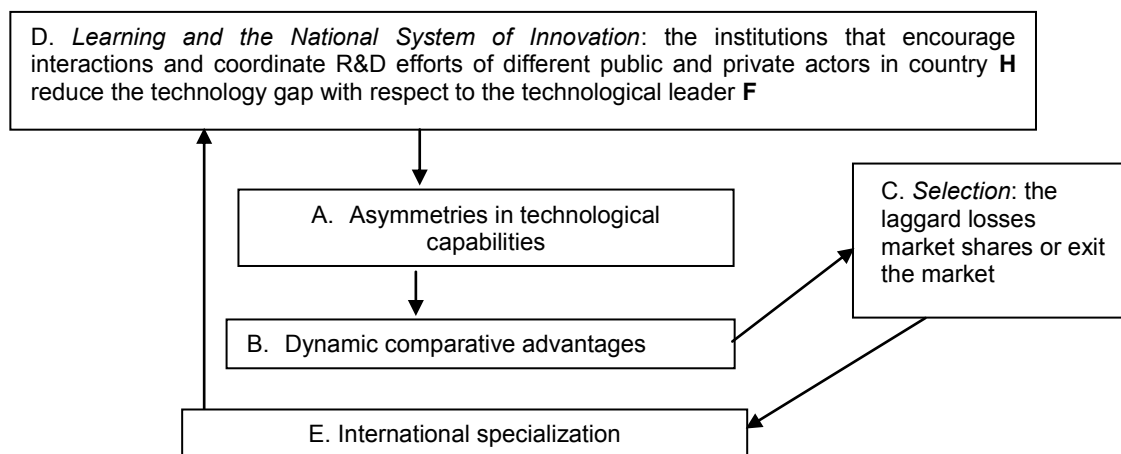 D. Learning and the National System of Innovation: the institutions that encourage
interactions and coordinate R&D efforts of different public and private actors in country H
reduce the technology gap with respect to the technological leader F
A. Asymmetries in technological
capabilities
C. Selection: the
laggard losses
market shares or exit
the market
B. Dynamic comparative advantages
E. International specialization